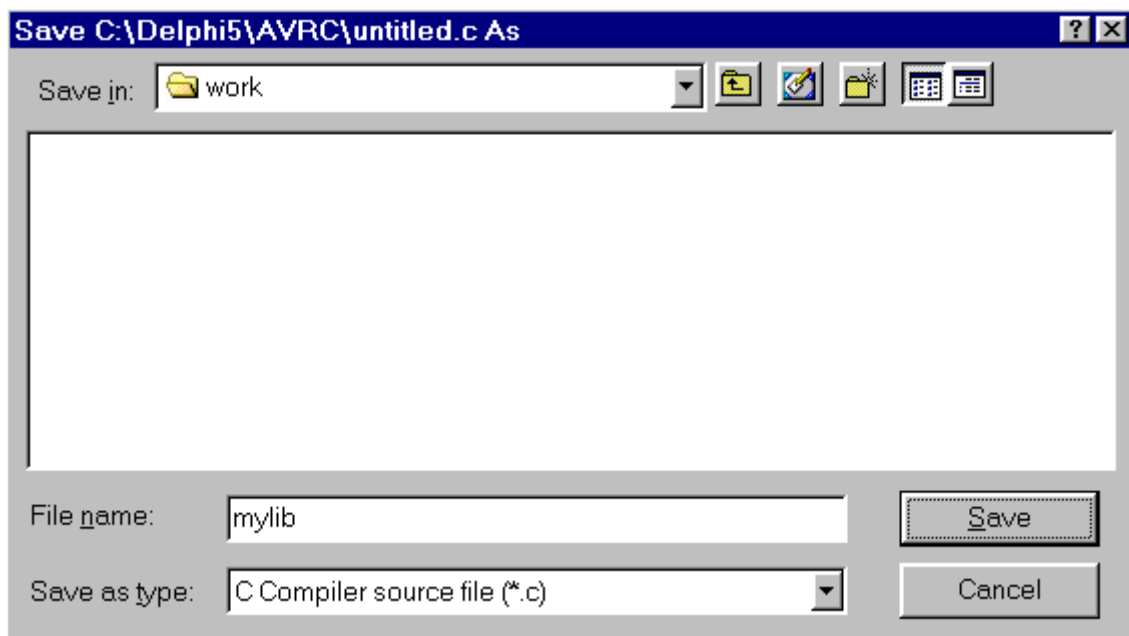 Save C:\Delphi5\AVRC\untitled.c As
Save in: work
File name: mylib Save
Save as type: C Compiler source file (*.c) Cancel